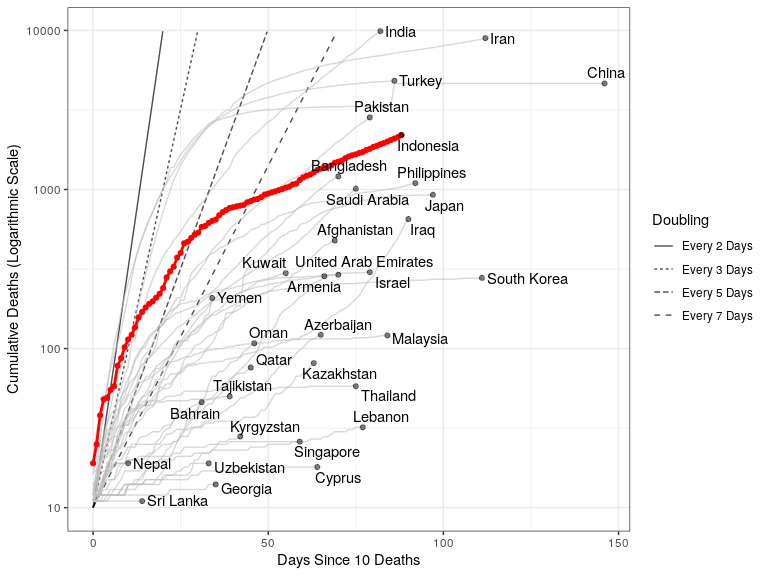 10000
1000
100
10
Cumulative Deaths (Logarithmic Scale)
India
Iran
China
Turkey
Pakistan
Indonesia
Bangladesh
Philippines
Saudi Arabia
Japan
Afghanistan
Iraq
Kuwait
United Arab Emirates
Armenia
Israel
South Korea
Yemen
Azerbaijan
Oman
Malaysia
Qatar
Kazakhstan
Tajikistan
Thailand
Bahrain
Lebanon
Kyrgyzstan
Singapore
Nepal
Uzbekistan
Cyprus
Georgia
Sri Lanka
0
50
100
150
Days Since 10 Deaths
Doubling
Every 2 Days
Every 3 Days
Every 5 Days
Every 7 Days